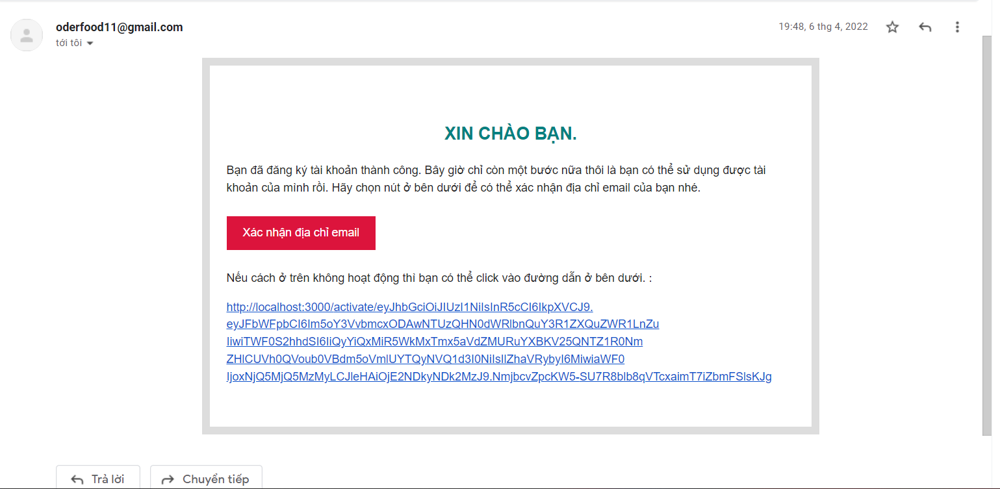 oderfood11@gmail.com
19:48, 6 thg 4, 2022
tới tôi
XIN CHÀO BẠN.
Bạn đã đăng ký tài khoản thành công. Bây giờ chỉ còn một bước nữa thôi là bạn có thể sử dụng được tài
khoản của mình rồi. Hãy chọn nút ở bên dưới để có thể xác nhận địa chỉ email của bạn nhé.
Xác nhận địa chỉ email
Nếu cách ở trên không hoạt động thì bạn có thể click vào đường dẫn ở bên dưới. :
http://localhost:3000/activate/eyJhbGciOiJIUzI1NiIsInR5cCI6IkpXVCJ9.
eyJFbWFpbCI6Im5oY3VvbmcxODAwNTUzQHN0dWRlbnQuY3R1ZXQuZWR1LnZu
IiwiTWF0S2hhdSI6IiQyYiQxMiR5WkMxTmx5aVdZMURuYXBKV25QNTZ1R0Nm
ZHlCUVh0QVoub0VBdm5oVmlUYTQyNVQ1d3I0NiIsIlZhaVRybyI6MiwiaWF0
IjoxNjQ5MjQ5MzMyLCJleHAiOjE2NDkyNDk2MzJ9.NmjbcvZpcKW5-SU7R8blb8qVTcxaimT7iZbmFSlsKJg
Trả lời
Chuyển tiếp